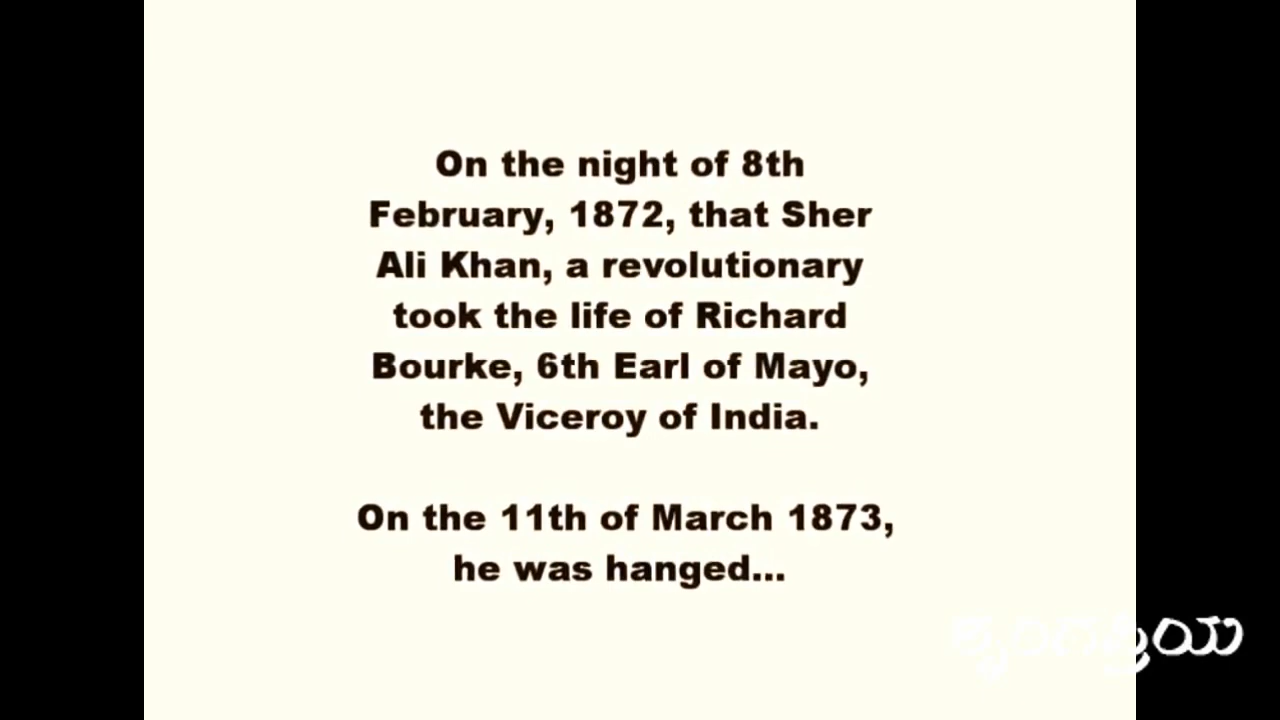 On the night of 8th
February, 1872, that Sher
Ali Khan, a revolutionary
took the life of Richard
Bourke, 6th Earl of Mayo,
the Viceroy of India.
On the 11th of March 1873,
he was hanged...